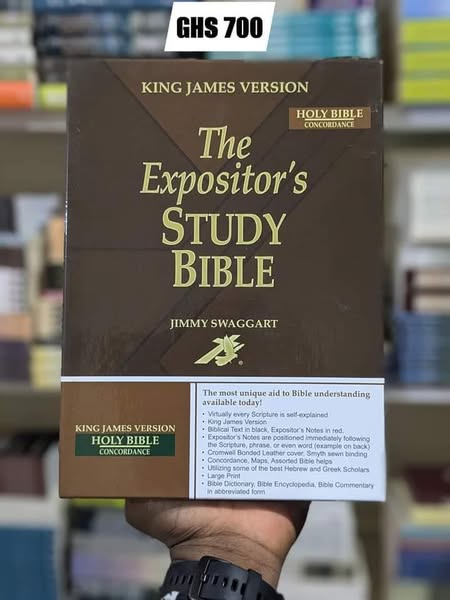 GHS 700
KING JAMES VERSION
HOLY BIBLE
CONCORDANCE
The
Expositor's
STUDY
BIBLE
JIMMY SWAGGART
®
KING JAMES VERSION
HOLY BIBLE
CONCORDANCE
The most unique aid to Bible understanding
available today!
• Virtually every Scripture is self-explained
• King James Version
• Biblical Text in black, Expositor's Notes in red.
• Expositor's Notes are positioned immediately following
the Scripture, phrase, or even word (example on back)
• Cromwell Bonded Leather cover, Smyth sewn binding
• Concordance, Maps, Assorted Bible helps
• Utilizing some of the best Hebrew and Greek Scholars
• Large Print
• Bible Dictionary, Bible Encyclopedia, Bible Commentary
in abbreviated form